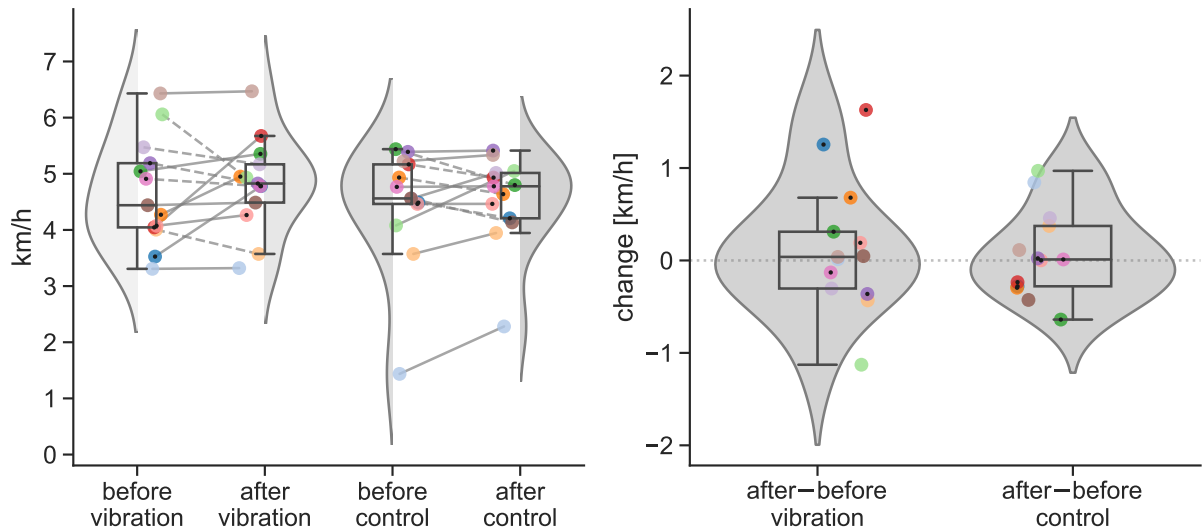 km/h
7
6
5
4
3
2
1
0
before
vibration
after
vibration
before
control
after
control
change [km/h]
2
1
0
−1
−2
after−before
vibration
after−before
control